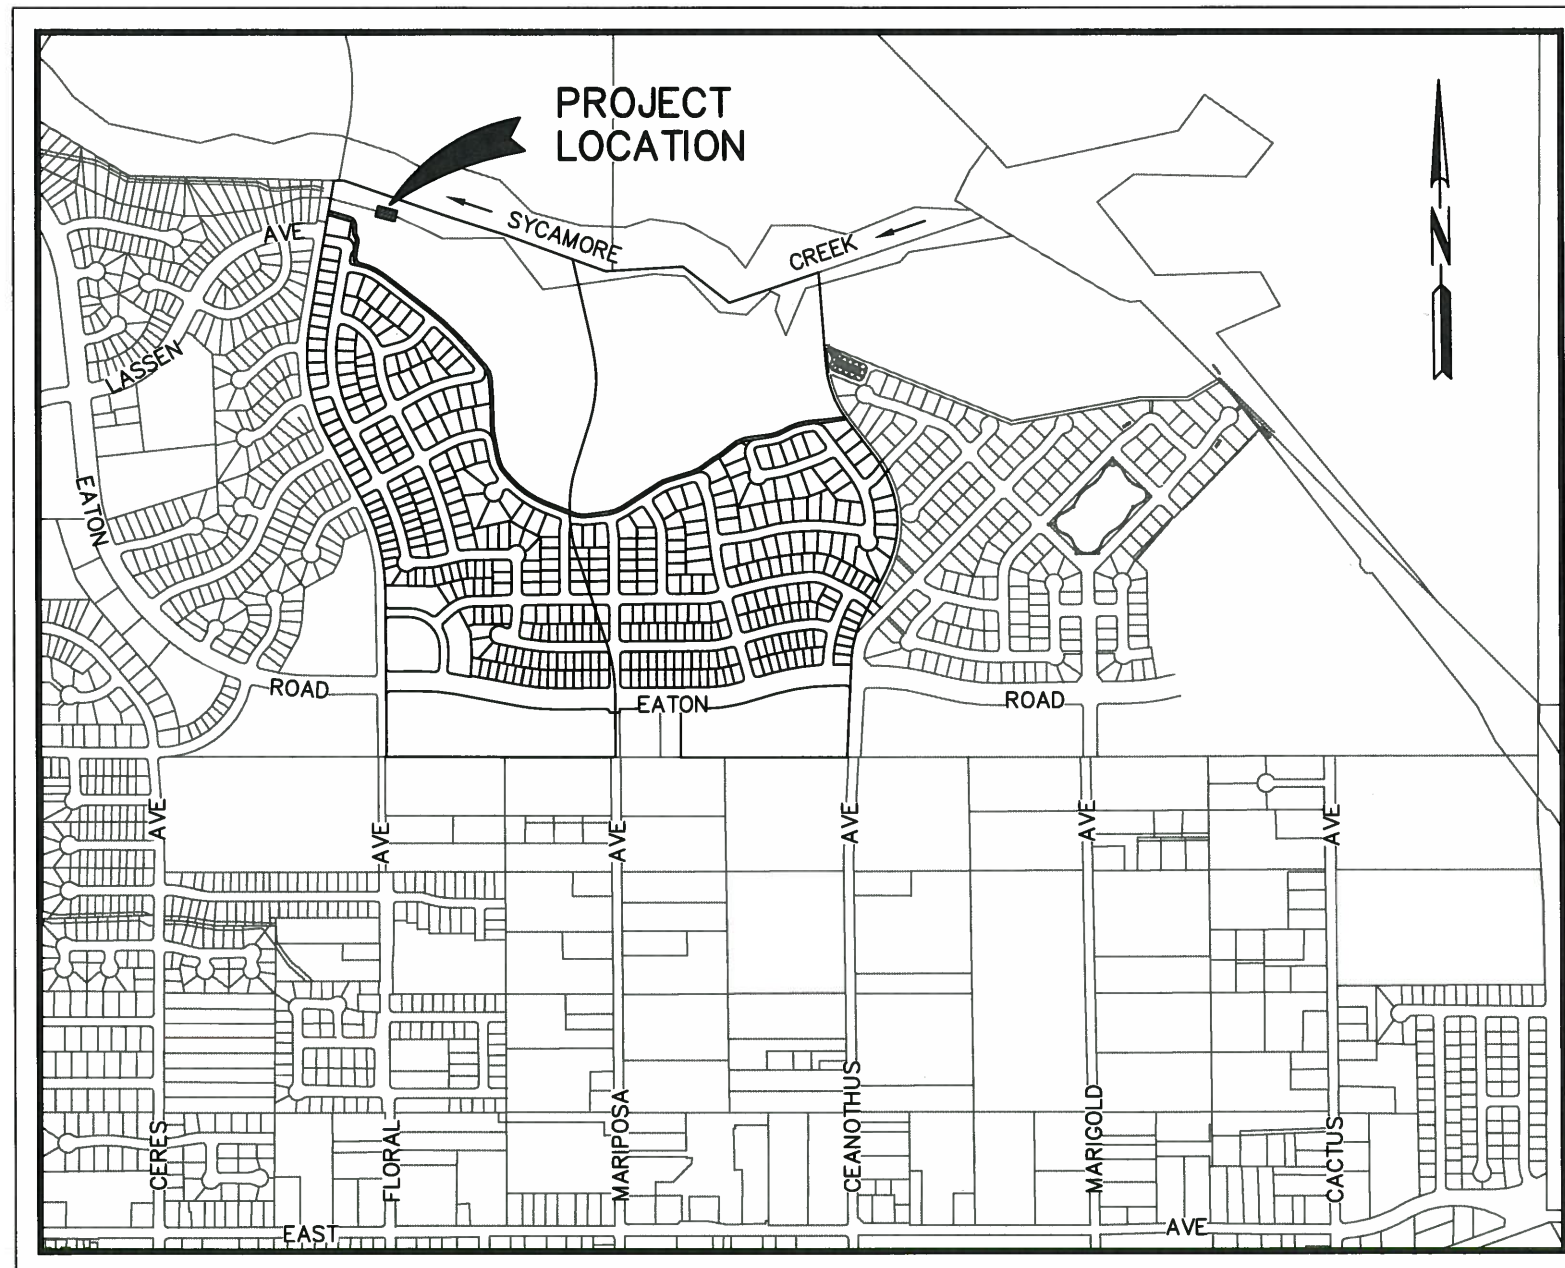 PROJECT
LOCATION
N
SYCAMORE
CREEK
AVE
LASSEN
EATON
ROAD
EATON
ROAD
AVE
AVE
AVE
AVE
AVE
AVE
CERES
FLORAL
MARIPOSA
CEANOTHUS
MARIGOLD
CACTUS
EAST
AVE